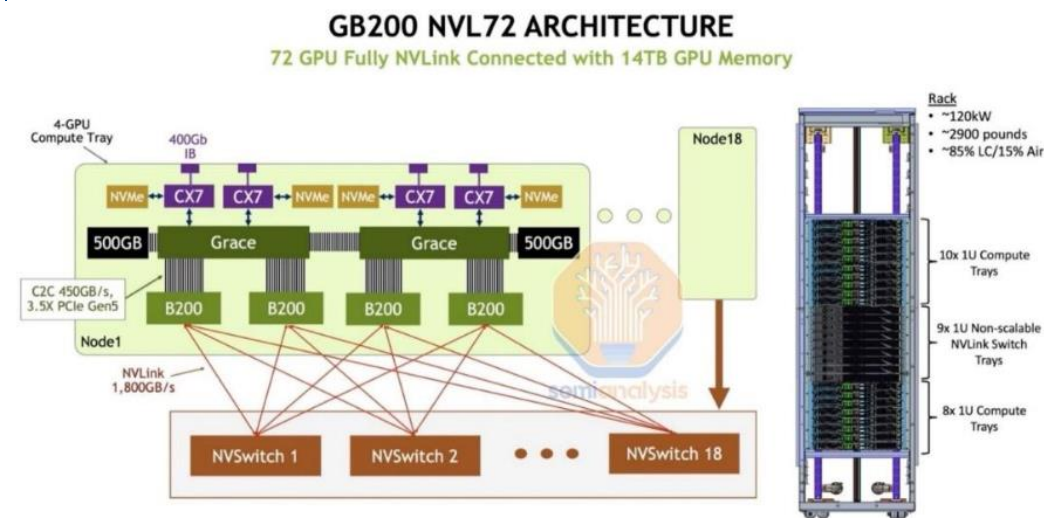 GB200 NVL72 ARCHITECTURE
72 GPU Fully NVLink Connected with 14TB GPU Memory
4-GPU
Compute Tray
400Gb
IB
NVMe
CX7
CX7
NVMe
NVMe
CX7
CX7
NVMe
500GB
Grace
Grace
500GB
C2C 450GB/s,
3.5X PCIe Gen5
B200
B200
B200
B200
Node1
Node18
NVLink
1,800GB/s
semianalysis
NVSwitch 1
NVSwitch 2
NVSwitch 18
Rack
• ~120kW
• ~2900 pounds
• ~85% LC/15% Air
10x 1U Compute
Trays
9x 1U Non-scalable
NVLink Switch
Trays
8x 1U Compute
Trays